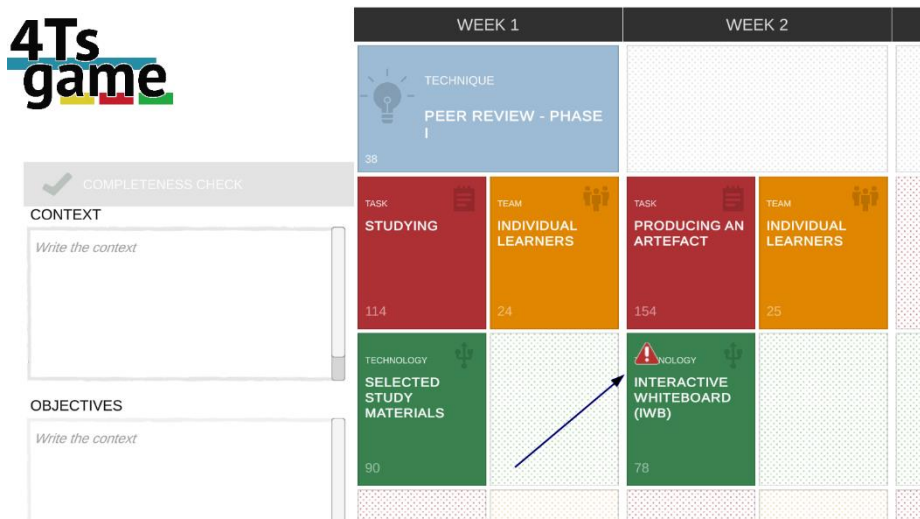 4Ts
game
COMPLETENESS CHECK
CONTEXT
Write the context
OBJECTIVES
Write the context
WEEK 1
WEEK 2
TECHNIQUE
PEER REVIEW - PHASE
I
38
TASK
STUDYING
114
TEAM
INDIVIDUAL
LEARNERS
24
TASK
PRODUCING AN
ARTEFACT
154
TEAM
INDIVIDUAL
LEARNERS
25
TECHNOLOGY
SELECTED
STUDY
MATERIALS
90
NOLOGY
INTERACTIVE
WHITEBOARD
(IWB)
78